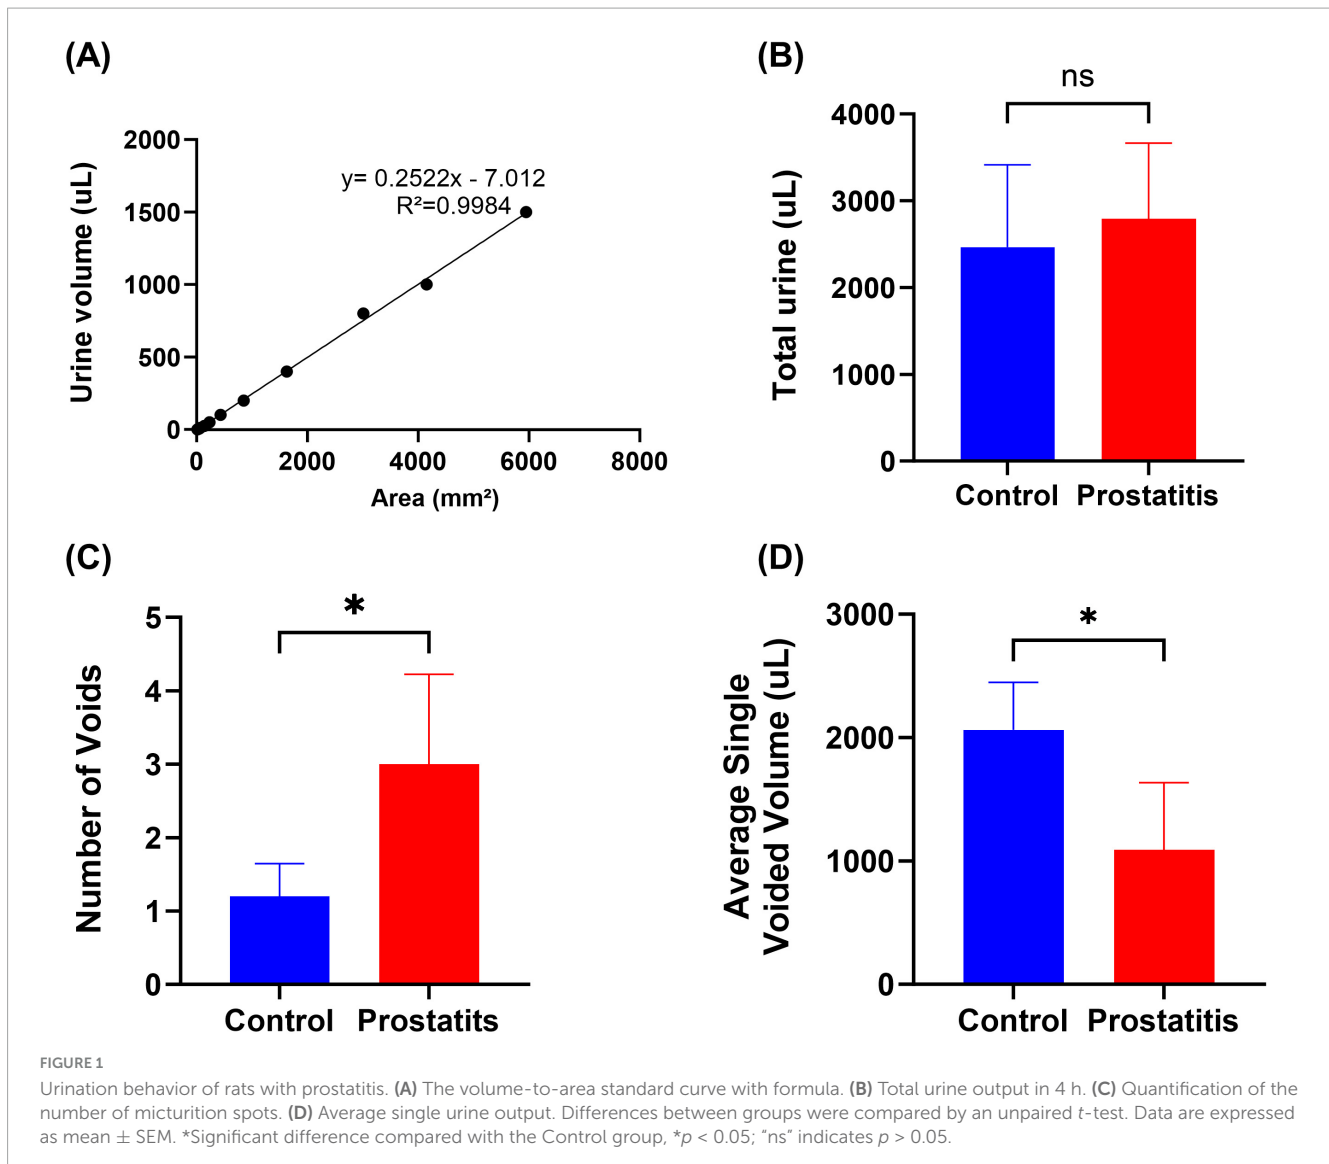 (A)
2000
1500
1000
500
0
Urine volume (uL)
y= 0.2522x - 7.012
R²=0.9984
0 2000 4000 6000 8000
Area (mm²)
(B)
ns
4000
3000
2000
1000
0
Total urine (uL)
Control Prostatitis
(C)
*
5
4
3
2
1
0
Number of Voids
Control Prostatits
(D)
*
3000
2000
1000
0
Average Single
Voided Volume (uL)
Control Prostatitis
FIGURE 1
Urination behavior of rats with prostatitis. (A) The volume-to-area standard curve with formula. (B) Total urine output in 4 h. (C) Quantification of the
number of micturition spots. (D) Average single urine output. Differences between groups were compared by an unpaired t-test. Data are expressed
as mean ± SEM. *Significant difference compared with the Control group, *p < 0.05; “ns” indicates p > 0.05.